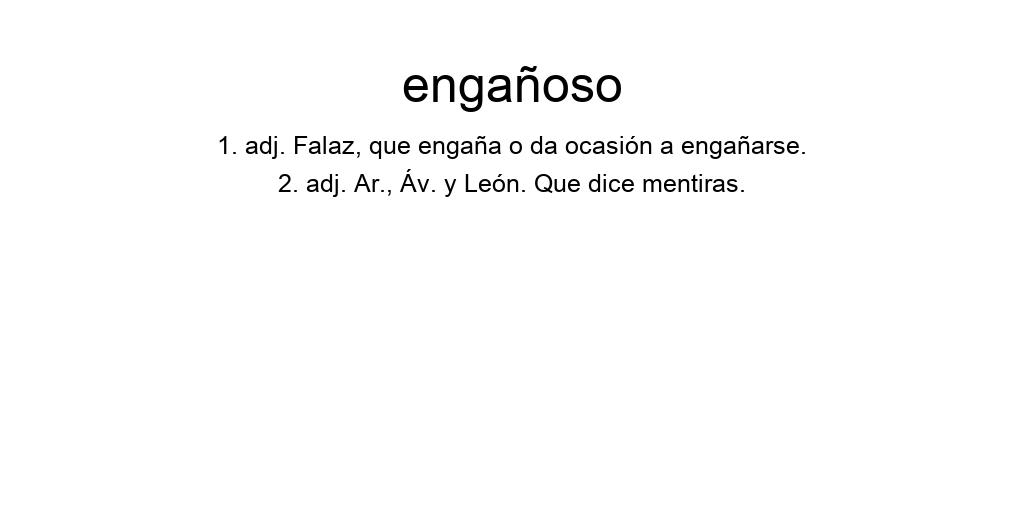 engañoso
1. adj. Falaz, que engaña o da ocasión a engañarse.
2. adj. Ar., Áv. y León. Que dice mentiras.